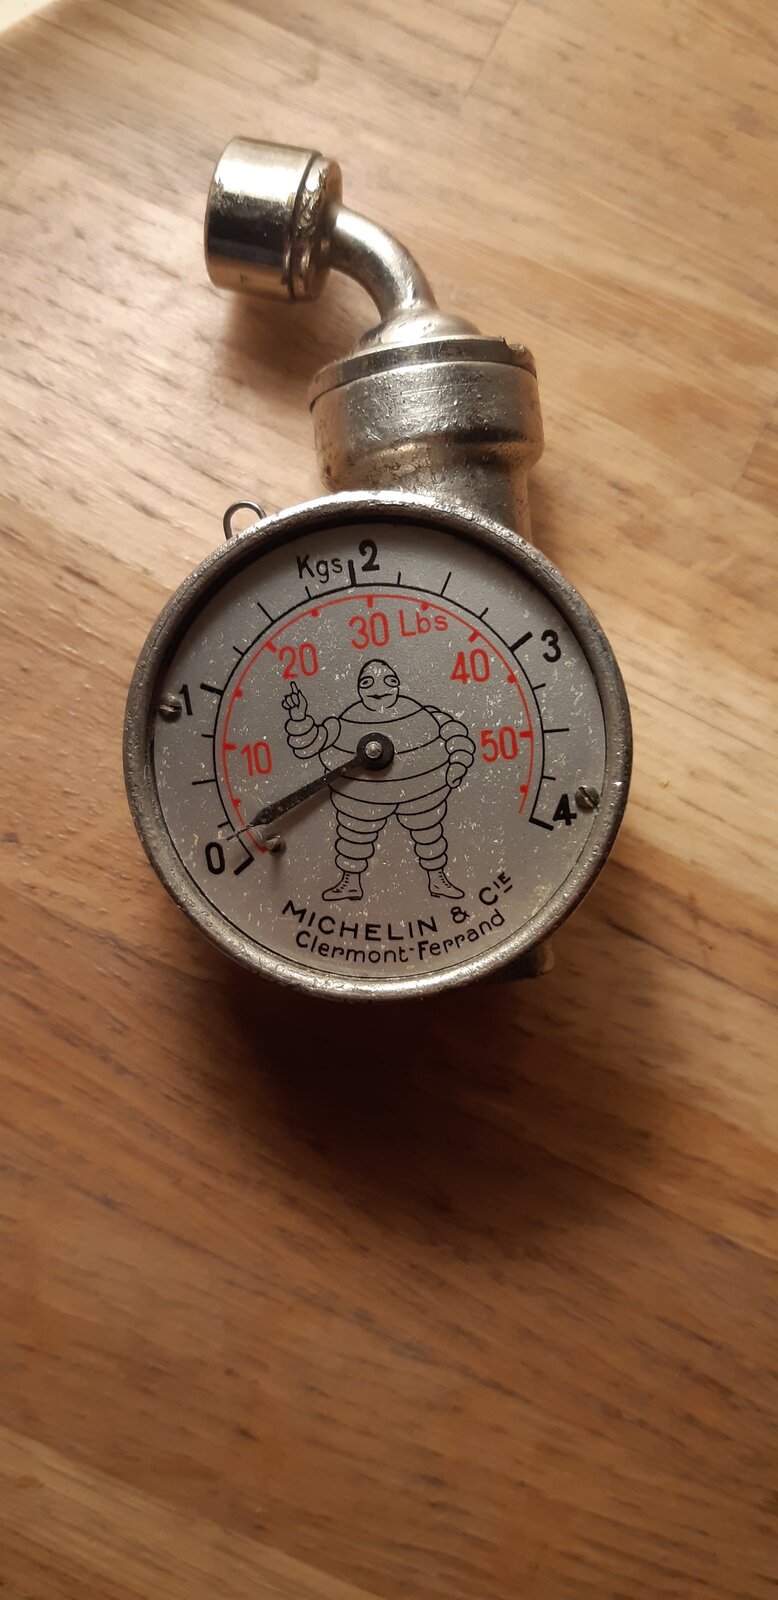 Kgs 2
30 Lbs
3
20
40
1
10
50
4
0
MICHELIN & CIE
Clermont-Ferrand